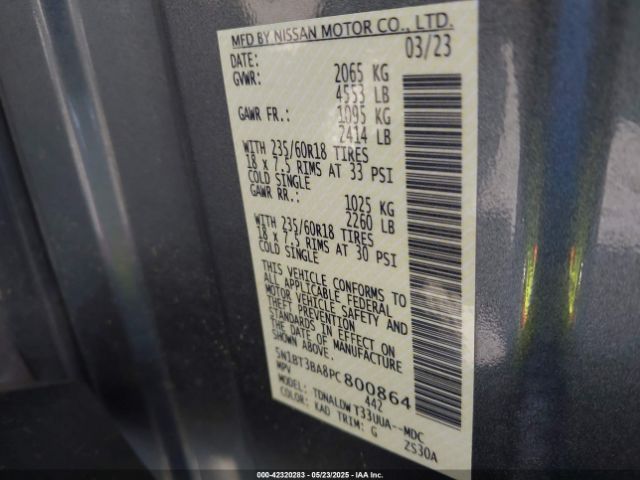 MFD BY NISSAN MOTOR CO., LTD.
DATE: 03/23
GVWR: 2065 KG
4553 LB
GAWR FR.: 1095 KG
2414 LB
WITH 235/60R18 TIRES
18 x 7.5 RIMS AT 33 PSI
COLD SINGLE
GAWR RR.: 1025 KG
2260 LB
WITH 235/60R18 TIRES
18 x 7.5 RIMS AT 30 PSI
COLD SINGLE
THIS VEHICLE CONFORMS TO
ALL APPLICABLE FEDERAL
MOTOR VEHICLE SAFETY AND
THEFT PREVENTION
STANDARDS IN EFFECT ON
THE DATE OF MANUFACTURE
SHOWN ABOVE.
5N1BT3BA8PC800864
MPV 442
MODEL: TDNALDW T33UUA--MDC
COLOR: KAD TRIM: G ZS30A
000-42320283 - 05/23/2025 - IAA Inc.